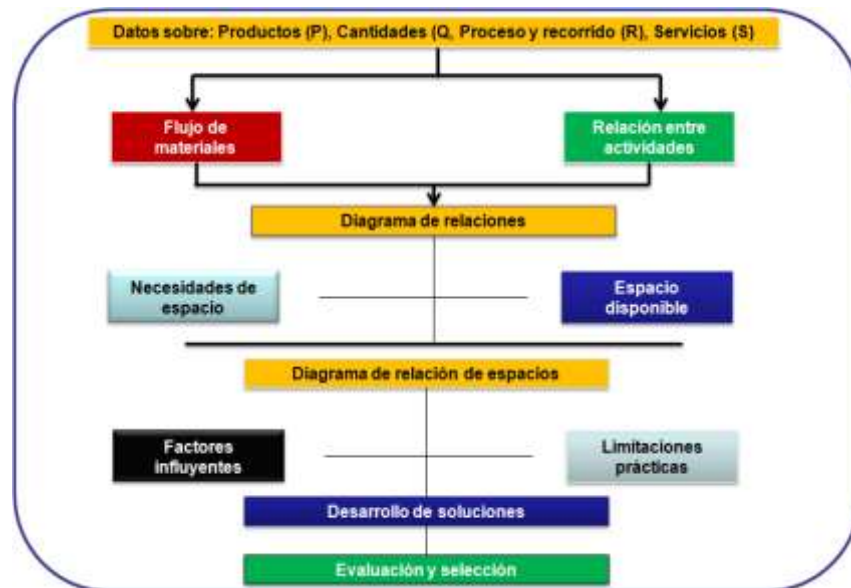 Datos sobre: Productos (P), Cantidades (Q, Proceso y recorrido (R), Servicios (S)
Flujo de
materiales
Relación entre
actividades
Diagrama de relaciones
Necesidades de
espacio
Espacio
disponible
Diagrama de relación de espacios
Factores
influyentes
Limitaciones
prácticas
Desarrollo de soluciones
Evaluación y selección